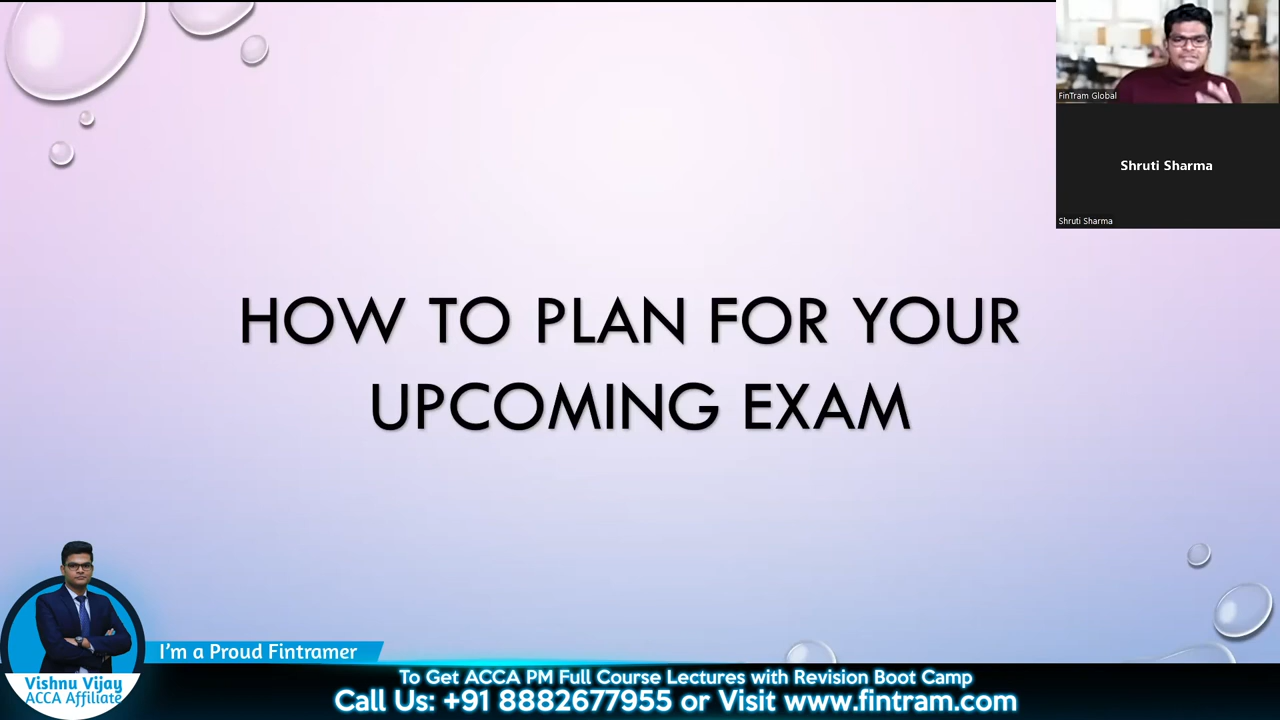 FinTram Global
Shruti Sharma
Shruti Sharma
HOW TO PLAN FOR YOUR
UPCOMING EXAM
I'm a Proud Fintramer
Vishnu Vijay
ACCA Affiliate
To Get ACCA PM Full Course Lectures with Revision Boot Camp
Call Us: +91 8882677955 or Visit www.fintram.com